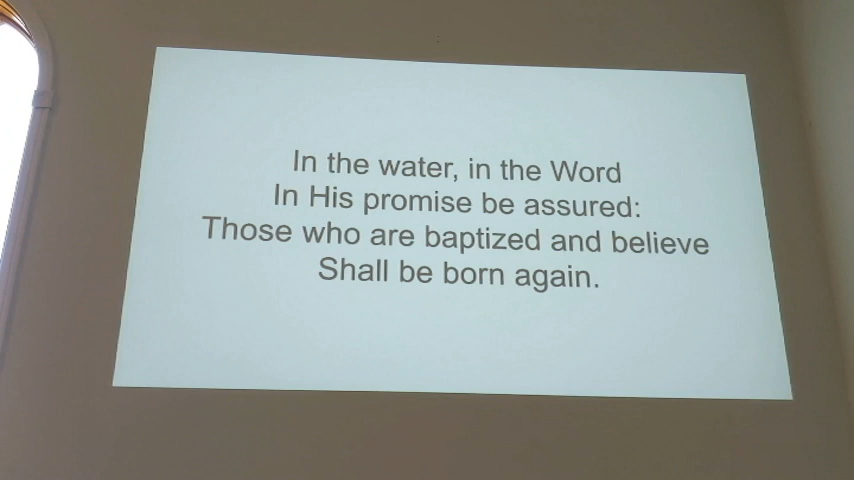 In the water, in the Word
In His promise be assured:
Those who are baptized and believe
Shall be born again.